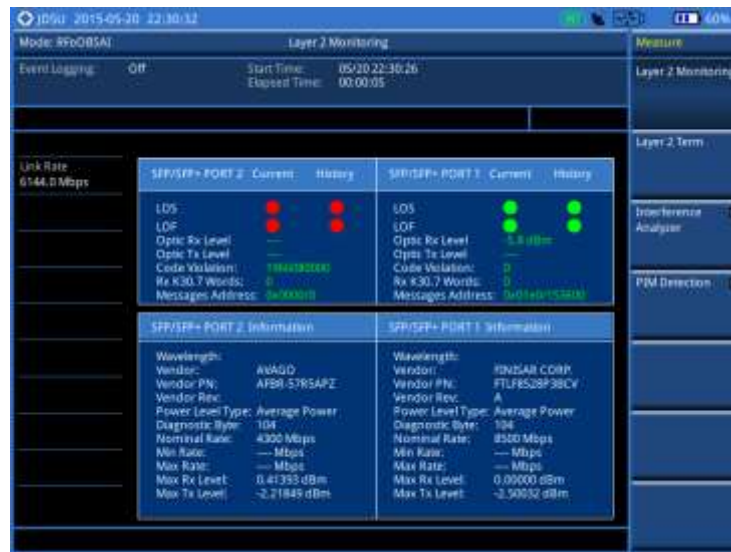 JDSU 2015-05-20 22:30:32
60%
Mode: RFoOBSAI
Layer 2 Monitoring
Measure
Event Logging: Off
Start Time: 05/20 22:30:26
Elapsed Time: 00:00:05
Layer 2 Monitoring
Layer 2 Term
Interference Analyzer
PIM Detection
Link Rate
6144.0 Mbps
SFP/SFP+ PORT 2 Current History
LOS
LOF
Optic Rx Level ----
Optic Tx Level ----
Code Violation:
Rx K30.7 Words: 0
Messages Address:
SFP/SFP+ PORT 1 Current History
LOS
LOF
Optic Rx Level -5.8 dBm
Optic Tx Level ----
Code Violation: 0
Rx K30.7 Words: 0
Messages Address:
SFP/SFP+ PORT 2 Information
Wavelength:
Vendor: AVAGO
Vendor PN: AFBR-57R5APZ
Vendor Rev:
Power Level Type: Average Power
Diagnostic Byte: 104
Nominal Rate: 4300 Mbps
Min Rate: ---- Mbps
Max Rate: ---- Mbps
Max Rx Level: 0.41393 dBm
Max Tx Level: -2.21849 dBm
SFP/SFP+ PORT 1 Information
Wavelength:
Vendor: FINISAR CORP.
Vendor PN: FTLF8528P3BCV
Vendor Rev: A
Power Level Type: Average Power
Diagnostic Byte: 104
Nominal Rate: 8500 Mbps
Min Rate: ---- Mbps
Max Rate: ---- Mbps
Max Rx Level: 0.00000 dBm
Max Tx Level: -2.50032 dBm